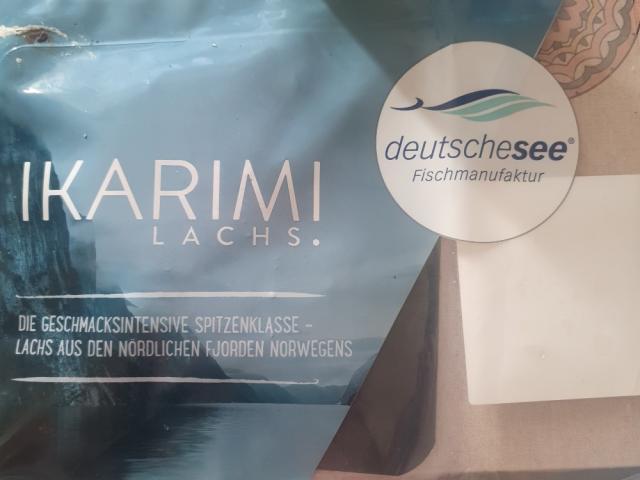 IKARIMI
LACHS.
DIE GESCHMACKSINTENSIVE SPITZENKLASSE –
LACHS AUS DEN NÖRDLICHEN FJORDEN NORWEGENS
deutschesee®
Fischmanufaktur